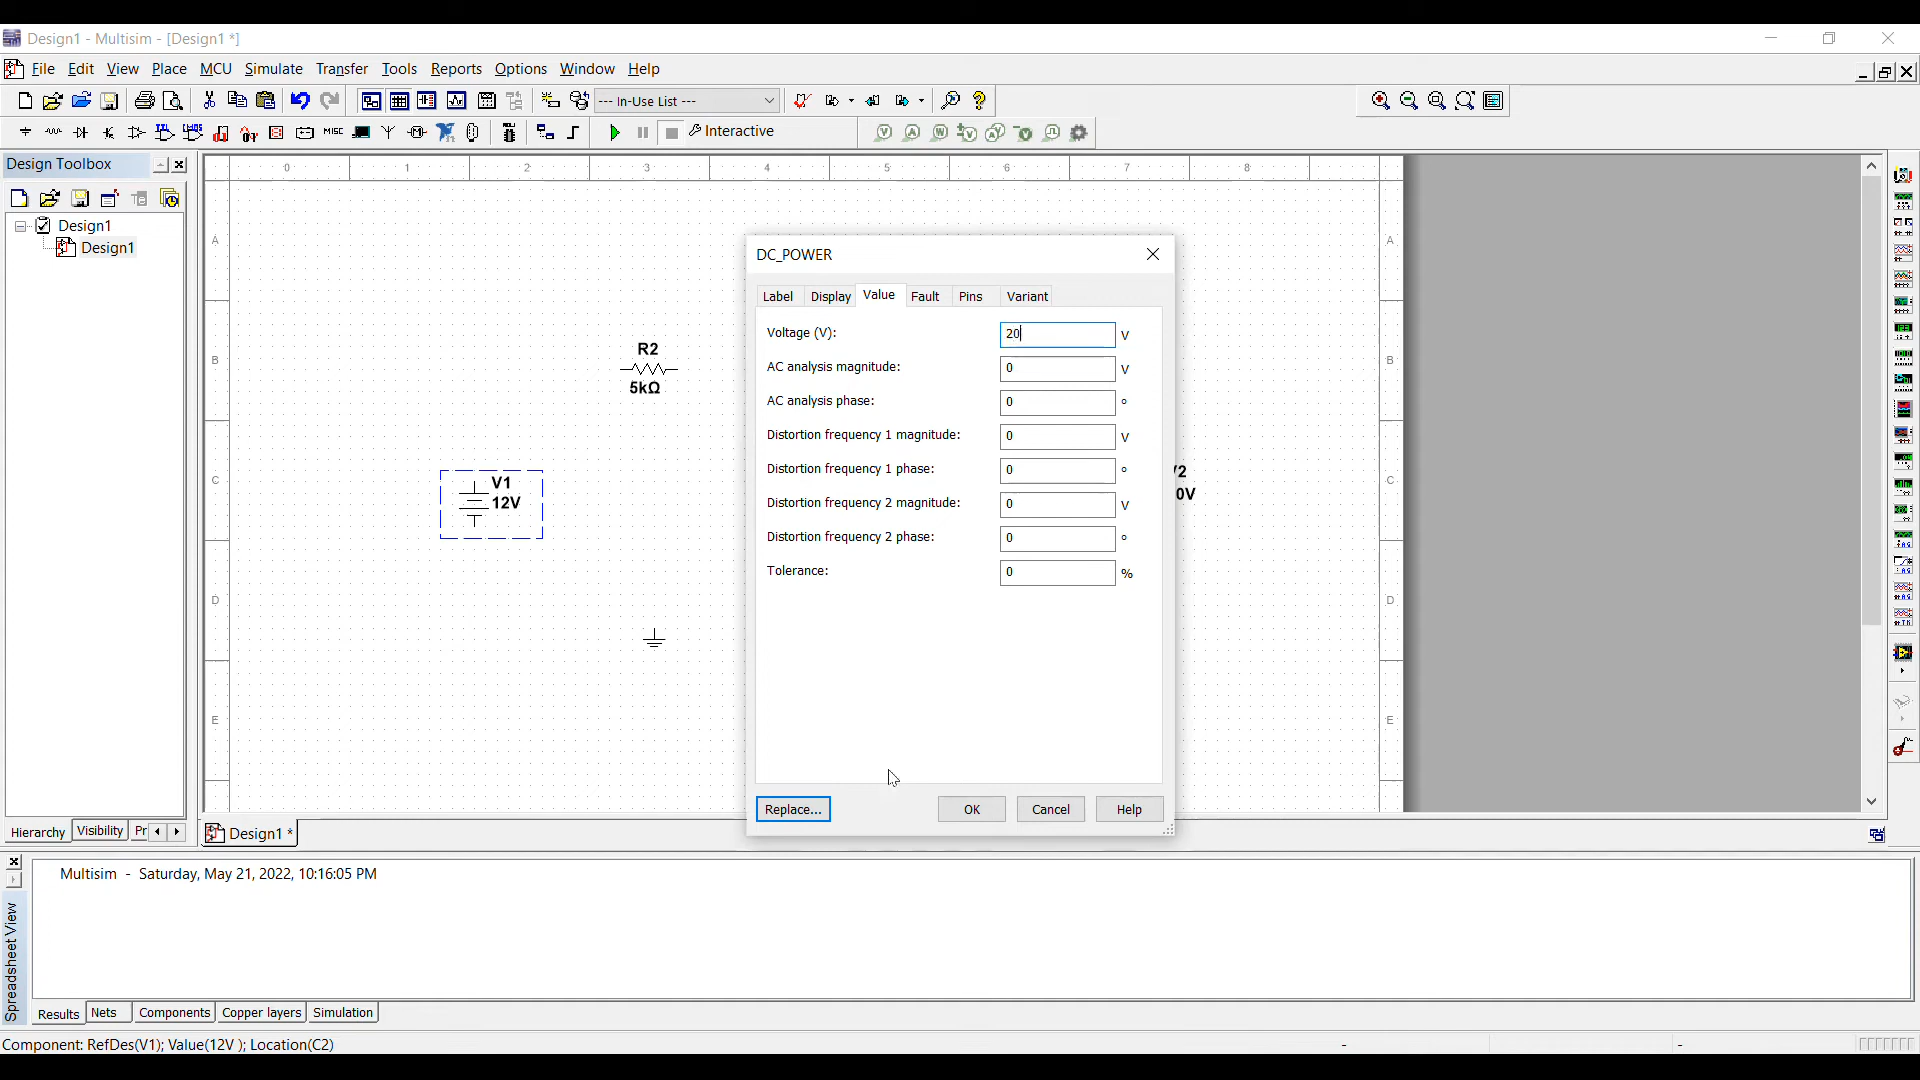 Design1 - Multisim - [Design1 *]
File Edit View Place MCU Simulate Transfer Tools Reports Options Window Help
--- In-Use List ---
MISC
Interactive
Design Toolbox
Design1
Design1
0 1 2 3 4 5 6 7 8
A A
B B
C C
D D
E E
R2
5kΩ
V1
12V
V2
0V
DC_POWER
Label Display Value Fault Pins Variant
Voltage (V): 20 V
AC analysis magnitude: 0 V
AC analysis phase: 0 °
Distortion frequency 1 magnitude: 0 V
Distortion frequency 1 phase: 0 °
Distortion frequency 2 magnitude: 0 V
Distortion frequency 2 phase: 0 °
Tolerance: 0 %
Replace... OK Cancel Help
Hierarchy Visibility Pr
Design1 *
Multisim - Saturday, May 21, 2022, 10:16:05 PM
Spreadsheet View
Results Nets Components Copper layers Simulation
Component: RefDes(V1); Value(12V ); Location(C2) - -